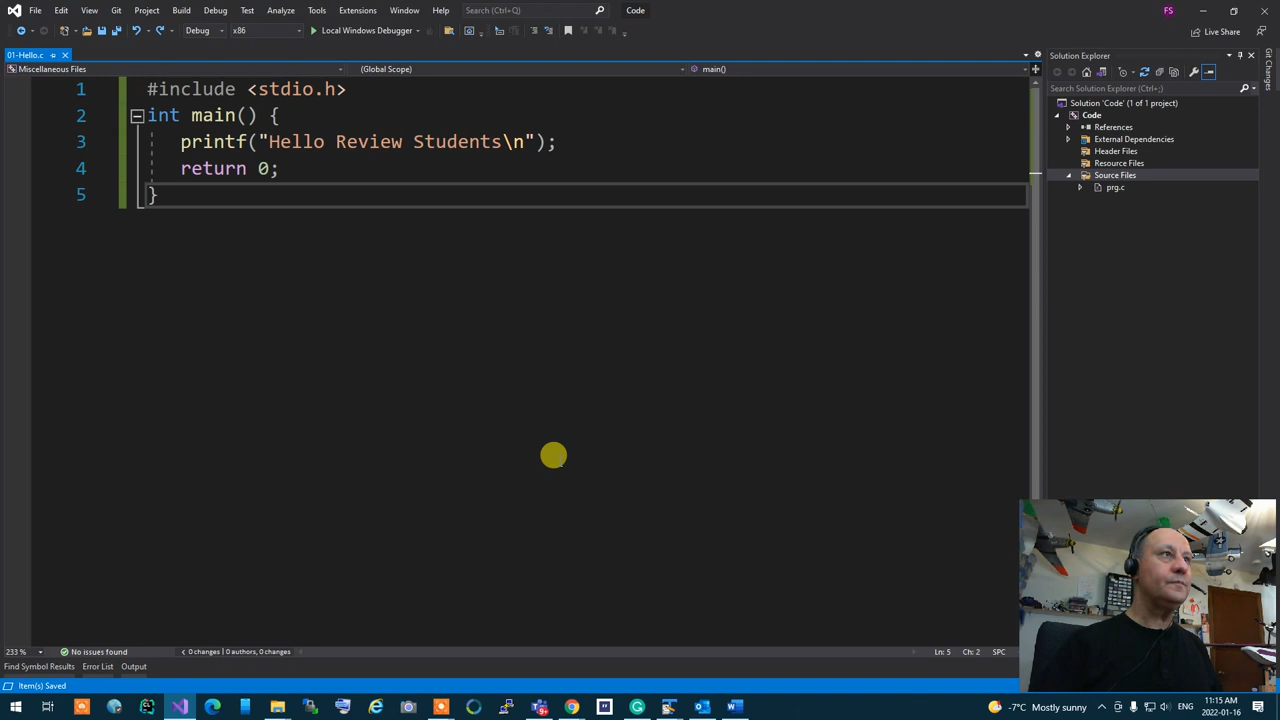 File Edit View Git Project Build Debug Test Analyze Tools Extensions Window Help Search (Ctrl+Q) Code FS
Debug x86 Local Windows Debugger Live Share
01-Hello.c
Solution Explorer
Git Changes
Miscellaneous Files (Global Scope) main()
Search Solution Explorer (Ctrl+;)
Solution 'Code' (1 of 1 project)
Code
References
External Dependencies
Header Files
Resource Files
Source Files
prg.c
1 #include <stdio.h>
2 int main() {
3 printf("Hello Review Students\n");
4 return 0;
5 }
233 % No issues found 0 changes | 0 authors, 0 changes Ln: 5 Ch: 2 SPC
Find Symbol Results Error List Output
Item(s) Saved
-7°C Mostly sunny 11:15 AM
2022-01-16